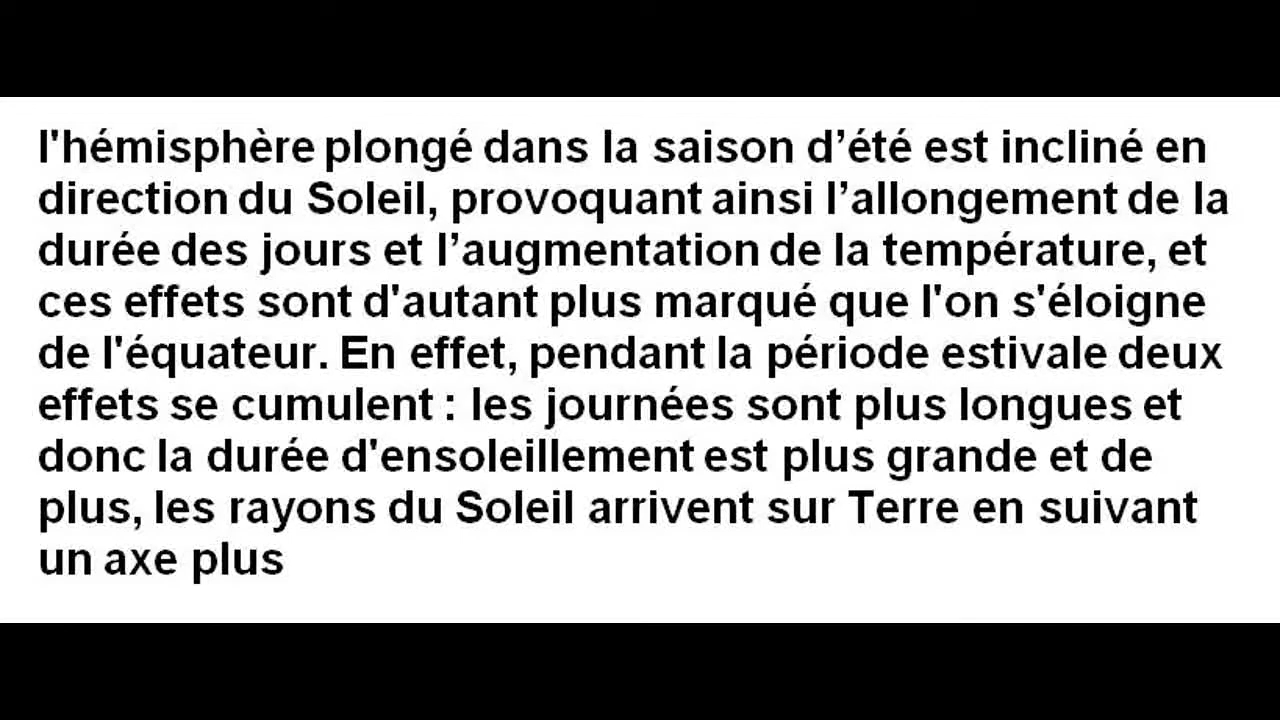 l'hémisphère plongé dans la saison d’été est incliné en
direction du Soleil, provoquant ainsi l’allongement de la
durée des jours et l’augmentation de la température, et
ces effets sont d'autant plus marqué que l'on s'éloigne
de l'équateur. En effet, pendant la période estivale deux
effets se cumulent : les journées sont plus longues et
donc la durée d'ensoleillement est plus grande et de
plus, les rayons du Soleil arrivent sur Terre en suivant
un axe plus